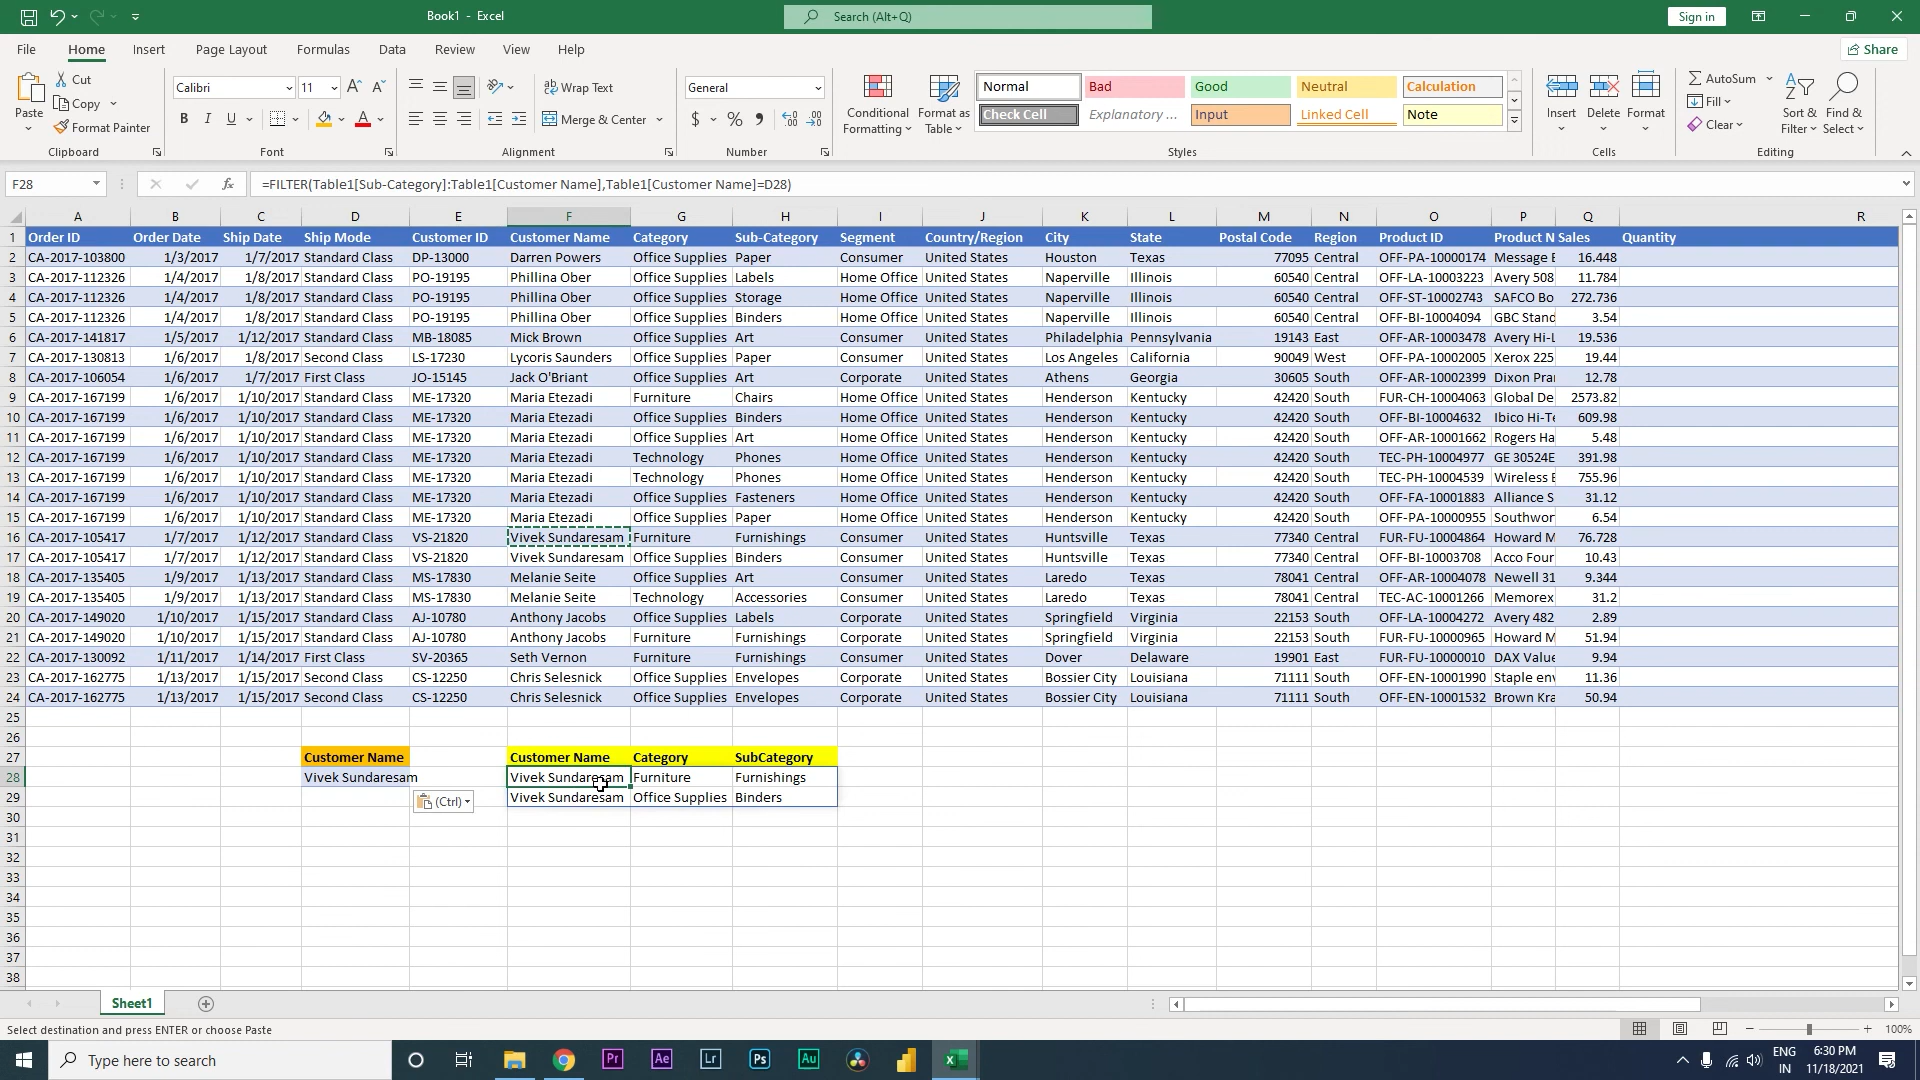 Book1 - Excel
Search (Alt+Q)
Sign in
File Home Insert Page Layout Formulas Data Review View Help
Share
Paste
Cut
Copy
Format Painter
Clipboard
Calibri 11
B I U
Font
Wrap Text
Merge & Center
Alignment
General
$ % ,
Number
Conditional Formatting
Format as Table
Normal Bad Good Neutral Calculation
Check Cell Explanatory ... Input Linked Cell Note
Styles
Insert Delete Format
Cells
AutoSum
Fill
Clear
Sort & Filter
Find & Select
Editing
F28
fx
=FILTER(Table1[Sub-Category]:Table1[Customer Name],Table1[Customer Name]=D28)
A B C D E F G H I J K L M N O P Q R
1 Order ID Order Date Ship Date Ship Mode Customer ID Customer Name Category Sub-Category Segment Country/Region City State Postal Code Region Product ID Product N Sales Quantity
2 CA-2017-103800 1/3/2017 1/7/2017 Standard Class DP-13000 Darren Powers Office Supplies Paper Consumer United States Houston Texas 77095 Central OFF-PA-10000174 Message E 16.448
3 CA-2017-112326 1/4/2017 1/8/2017 Standard Class PO-19195 Phillina Ober Office Supplies Labels Home Office United States Naperville Illinois 60540 Central OFF-LA-10003223 Avery 508 11.784
4 CA-2017-112326 1/4/2017 1/8/2017 Standard Class PO-19195 Phillina Ober Office Supplies Storage Home Office United States Naperville Illinois 60540 Central OFF-ST-10002743 SAFCO Bo 272.736
5 CA-2017-112326 1/4/2017 1/8/2017 Standard Class PO-19195 Phillina Ober Office Supplies Binders Home Office United States Naperville Illinois 60540 Central OFF-BI-10004094 GBC Stand 3.54
6 CA-2017-141817 1/5/2017 1/12/2017 Standard Class MB-18085 Mick Brown Office Supplies Art Consumer United States Philadelphia Pennsylvania 19143 East OFF-AR-10003478 Avery Hi-L 19.536
7 CA-2017-130813 1/6/2017 1/8/2017 Second Class LS-17230 Lycoris Saunders Office Supplies Paper Consumer United States Los Angeles California 90049 West OFF-PA-10002005 Xerox 225 19.44
8 CA-2017-106054 1/6/2017 1/7/2017 First Class JO-15145 Jack O'Briant Office Supplies Art Corporate United States Athens Georgia 30605 South OFF-AR-10002399 Dixon Pra 12.78
9 CA-2017-167199 1/6/2017 1/10/2017 Standard Class ME-17320 Maria Etezadi Furniture Chairs Home Office United States Henderson Kentucky 42420 South FUR-CH-10004063 Global De 2573.82
10 CA-2017-167199 1/6/2017 1/10/2017 Standard Class ME-17320 Maria Etezadi Office Supplies Binders Home Office United States Henderson Kentucky 42420 South OFF-BI-10004632 Ibico Hi-Te 609.98
11 CA-2017-167199 1/6/2017 1/10/2017 Standard Class ME-17320 Maria Etezadi Office Supplies Art Home Office United States Henderson Kentucky 42420 South OFF-AR-10001662 Rogers Ha 5.48
12 CA-2017-167199 1/6/2017 1/10/2017 Standard Class ME-17320 Maria Etezadi Technology Phones Home Office United States Henderson Kentucky 42420 South TEC-PH-10004977 GE 30524E 391.98
13 CA-2017-167199 1/6/2017 1/10/2017 Standard Class ME-17320 Maria Etezadi Technology Phones Home Office United States Henderson Kentucky 42420 South TEC-PH-10004539 Wireless E 755.96
14 CA-2017-167199 1/6/2017 1/10/2017 Standard Class ME-17320 Maria Etezadi Office Supplies Fasteners Home Office United States Henderson Kentucky 42420 South OFF-FA-10001883 Alliance S 31.12
15 CA-2017-167199 1/6/2017 1/10/2017 Standard Class ME-17320 Maria Etezadi Office Supplies Paper Home Office United States Henderson Kentucky 42420 South OFF-PA-10000955 Southwor 6.54
16 CA-2017-105417 1/7/2017 1/12/2017 Standard Class VS-21820 Vivek Sundaresam Furniture Furnishings Consumer United States Huntsville Texas 77340 Central FUR-FU-10004864 Howard M 76.728
17 CA-2017-105417 1/7/2017 1/12/2017 Standard Class VS-21820 Vivek Sundaresam Office Supplies Binders Consumer United States Huntsville Texas 77340 Central OFF-BI-10003708 Acco Four 10.43
18 CA-2017-135405 1/9/2017 1/13/2017 Standard Class MS-17830 Melanie Seite Office Supplies Art Consumer United States Laredo Texas 78041 Central OFF-AR-10004078 Newell 31 9.344
19 CA-2017-135405 1/9/2017 1/13/2017 Standard Class MS-17830 Melanie Seite Technology Accessories Consumer United States Laredo Texas 78041 Central TEC-AC-10001266 Memorex 31.2
20 CA-2017-149020 1/10/2017 1/15/2017 Standard Class AJ-10780 Anthony Jacobs Office Supplies Labels Corporate United States Springfield Virginia 22153 South OFF-LA-10004272 Avery 482 2.89
21 CA-2017-149020 1/10/2017 1/15/2017 Standard Class AJ-10780 Anthony Jacobs Furniture Furnishings Corporate United States Springfield Virginia 22153 South FUR-FU-10000965 Howard M 51.94
22 CA-2017-130092 1/11/2017 1/14/2017 First Class SV-20365 Seth Vernon Furniture Furnishings Consumer United States Dover Delaware 19901 East FUR-FU-10000010 DAX Value 9.94
23 CA-2017-162775 1/13/2017 1/15/2017 Second Class CS-12250 Chris Selesnick Office Supplies Envelopes Corporate United States Bossier City Louisiana 71111 South OFF-EN-10001990 Staple env 11.36
24 CA-2017-162775 1/13/2017 1/15/2017 Second Class CS-12250 Chris Selesnick Office Supplies Envelopes Corporate United States Bossier City Louisiana 71111 South OFF-EN-10001532 Brown Kra 50.94
25
26
27 Customer Name Customer Name Category SubCategory
28 Vivek Sundaresam Vivek Sundaresam Furniture Furnishings
29 (Ctrl) Vivek Sundaresam Office Supplies Binders
30
31
32
33
34
35
36
37
38
Sheet1
Select destination and press ENTER or choose Paste
100%
Type here to search
Pr Ae Lr Ps Au
ENG
IN
6:30 PM
11/18/2021